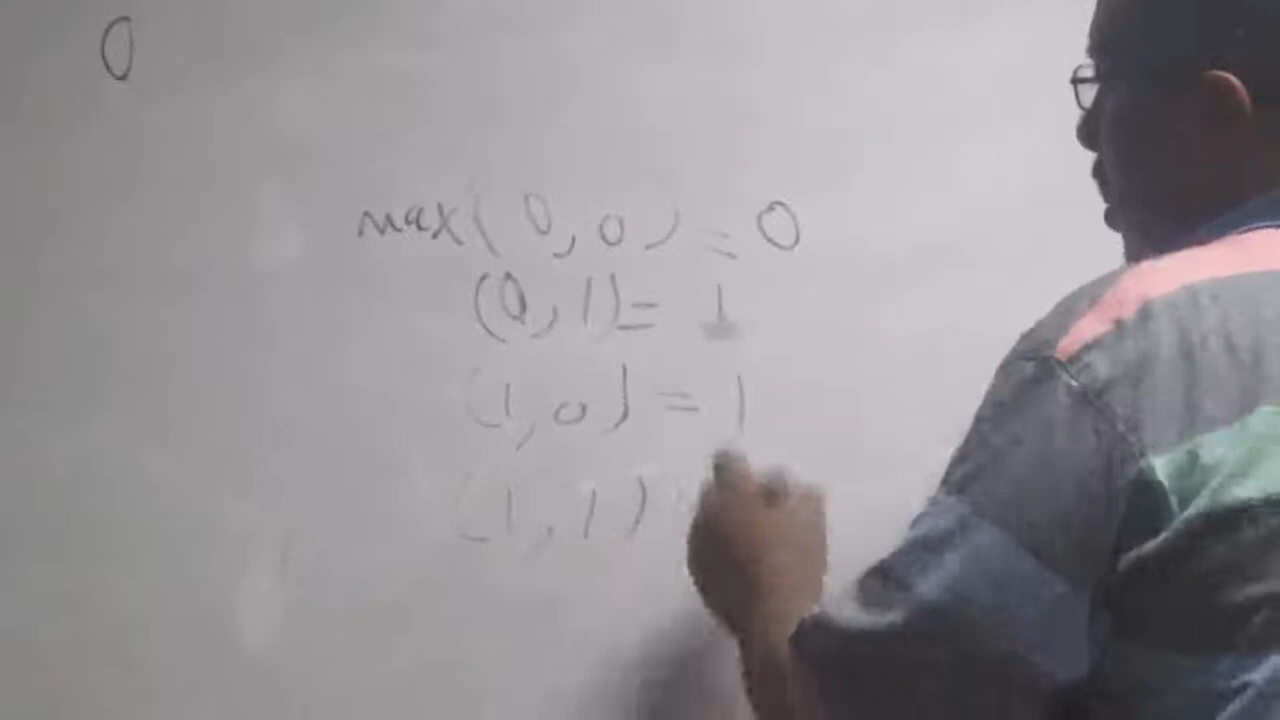 0
max(0,0) = 0
(0,1) = 1
(1,0) = 1
(1,1)